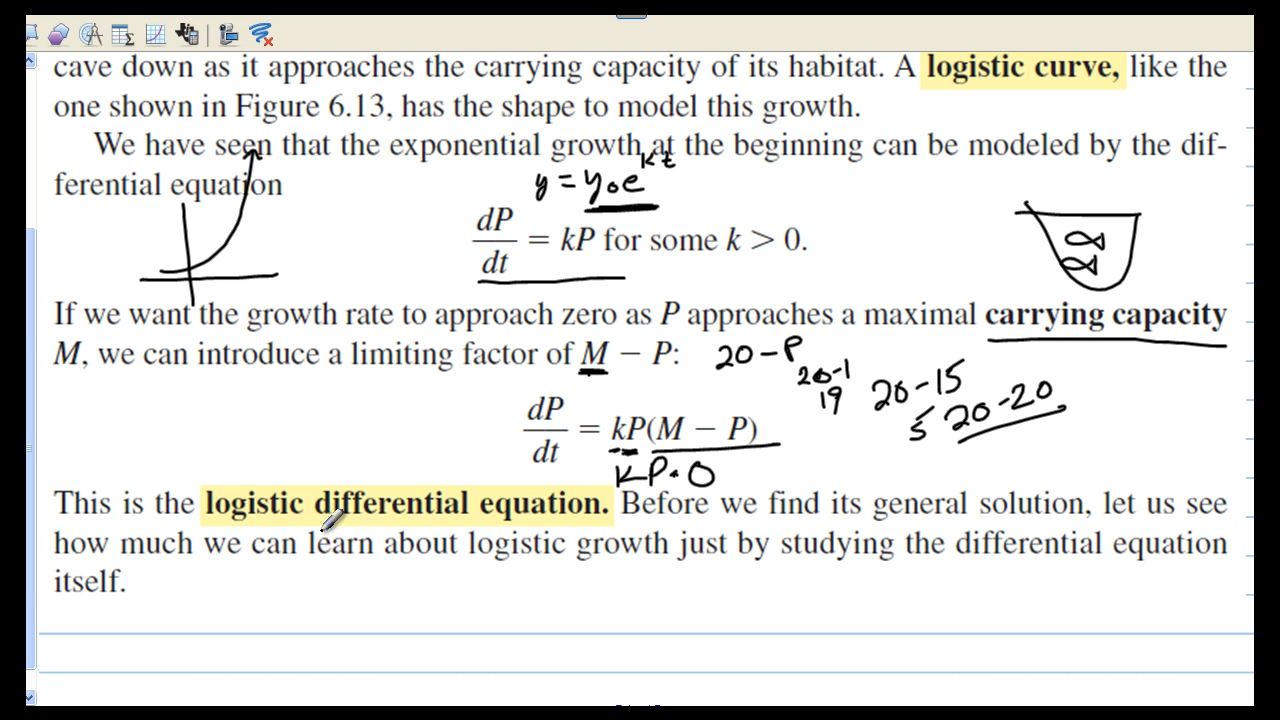 cave down as it approaches the carrying capacity of its habitat. A logistic curve, like the
one shown in Figure 6.13, has the shape to model this growth.
We have seen that the exponential growth at the beginning can be modeled by the dif-
ferential equation
y = y₀e^kt
dP/dt = kP for some k > 0.
If we want the growth rate to approach zero as P approaches a maximal carrying capacity
M, we can introduce a limiting factor of M − P:
20 − P
20-1
19
20-15
5
20-20
dP/dt = kP(M − P)
KP·0
This is the logistic differential equation. Before we find its general solution, let us see
how much we can learn about logistic growth just by studying the differential equation
itself.